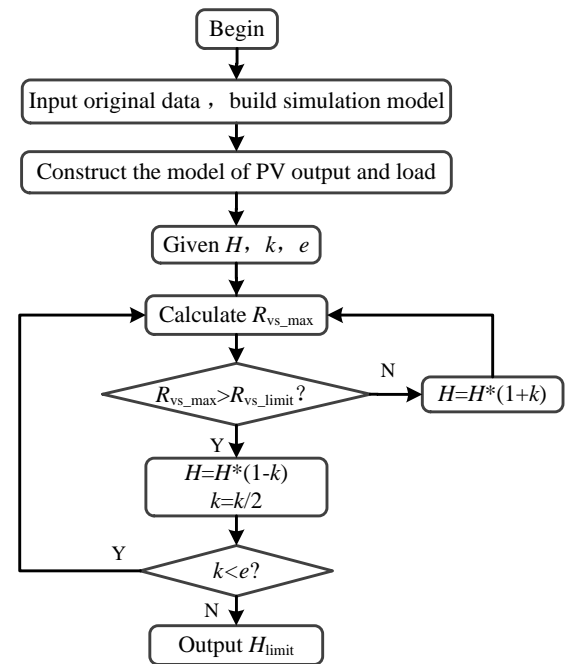 Begin
Input original data ，build simulation model
Construct the model of PV output and load
Given H， k， e
Calculate Rvs_max
N
Rvs_max>Rvs_limit？
H=H*(1+k)
Y
H=H*(1-k)
k=k/2
Y
k<e?
N
Output Hlimit